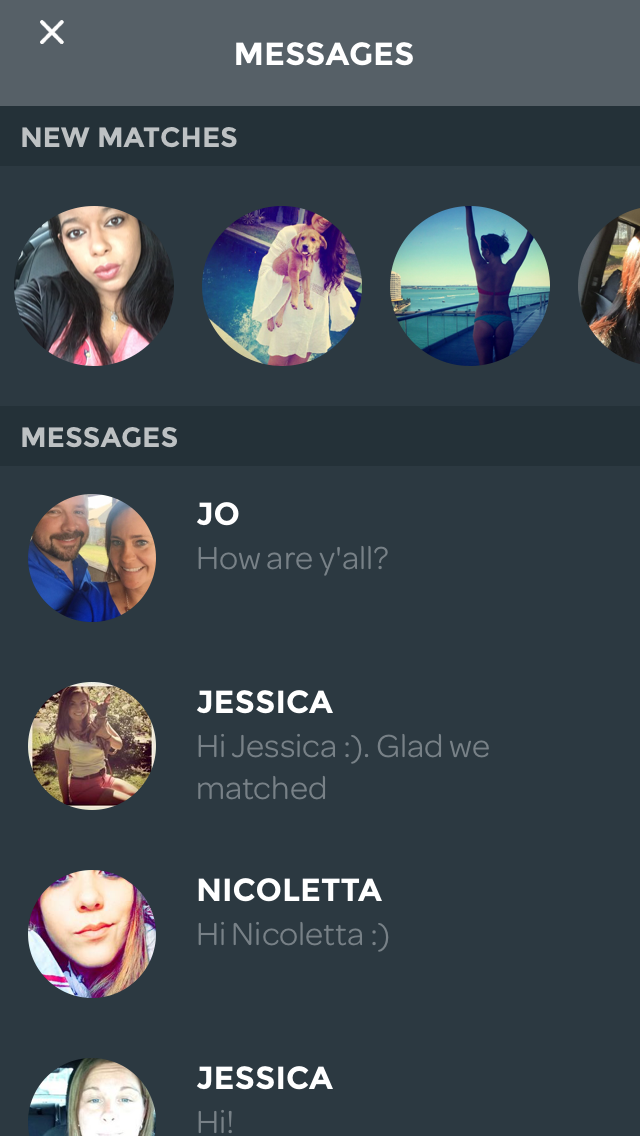 MESSAGES
NEW MATCHES
MESSAGES
JO
How are y'all?
JESSICA
Hi Jessica :). Glad we
matched
NICOLETTA
Hi Nicoletta :)
JESSICA
Hi!